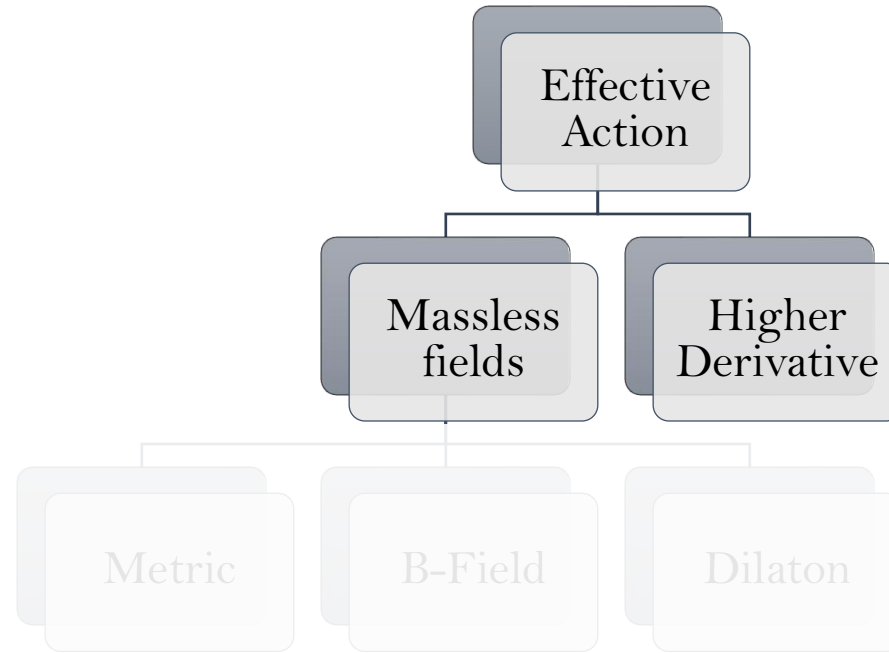 Effective
Action
Massless
fields
Higher
Derivative
Metric
B-Field
Dilaton